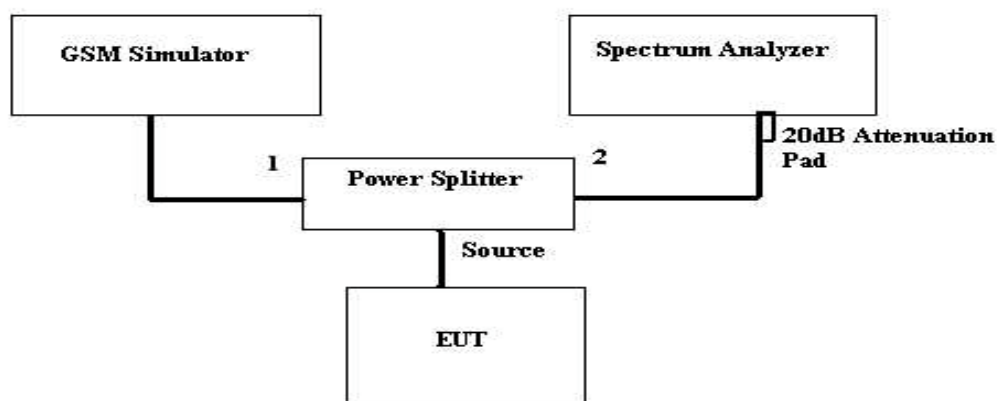 GSM Simulator
Spectrum Analyzer
20dB Attenuation
Pad
1
2
Power Splitter
Source
EUT